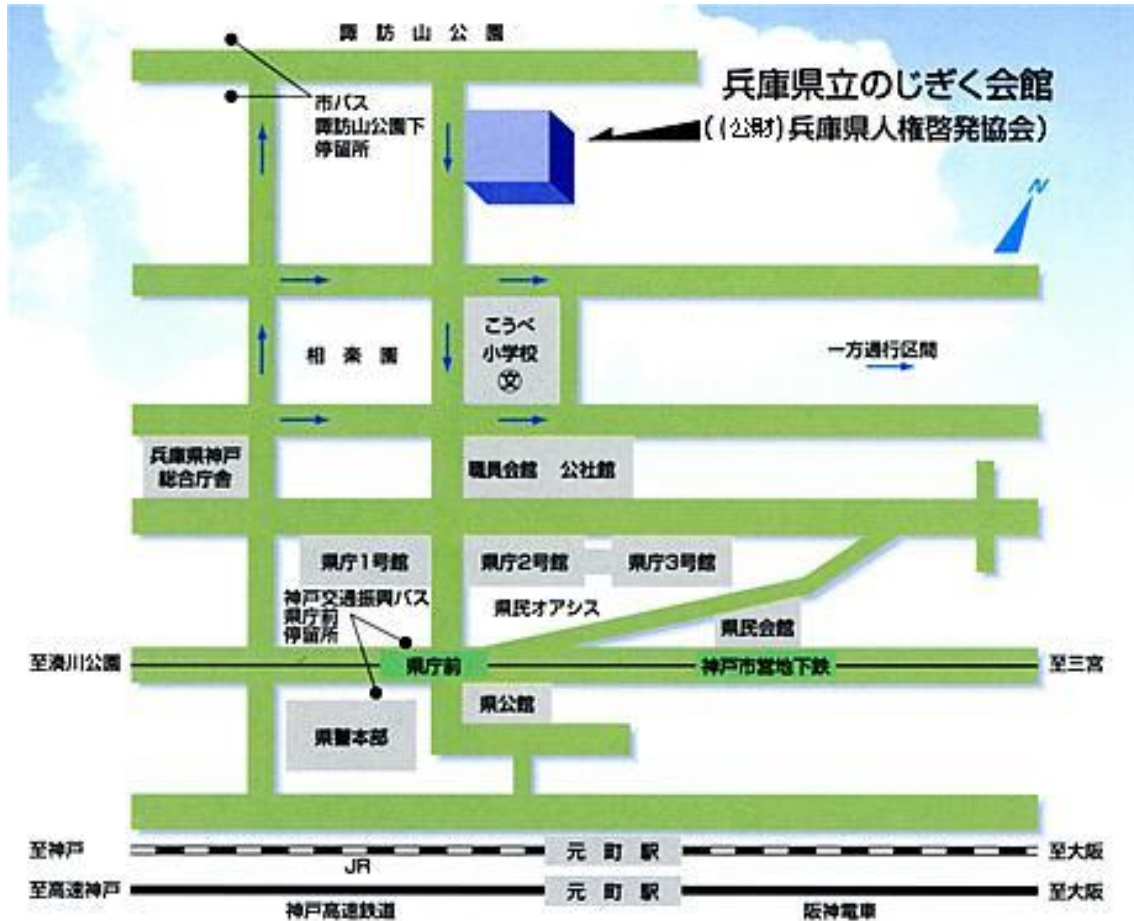 諏訪山公園
兵庫県立のじぎく会館
((公財)兵庫県人権啓発協会)
市バス
諏訪山公園下
停留所
N
こうべ
小学校
文
相楽園
一方通行区間
兵庫県神戸
総合庁舎
職員会館 公社館
県庁1号館
県庁2号館
県庁3号館
神戸交通振興バス
県庁前
停留所
県民オアシス
県民会館
至湊川公園
県庁前
神戸市営地下鉄
至三宮
県公館
県警本部
至神戸
元町駅
至大阪
JR
至高速神戸
元町駅
至大阪
神戸高速鉄道
阪神電車